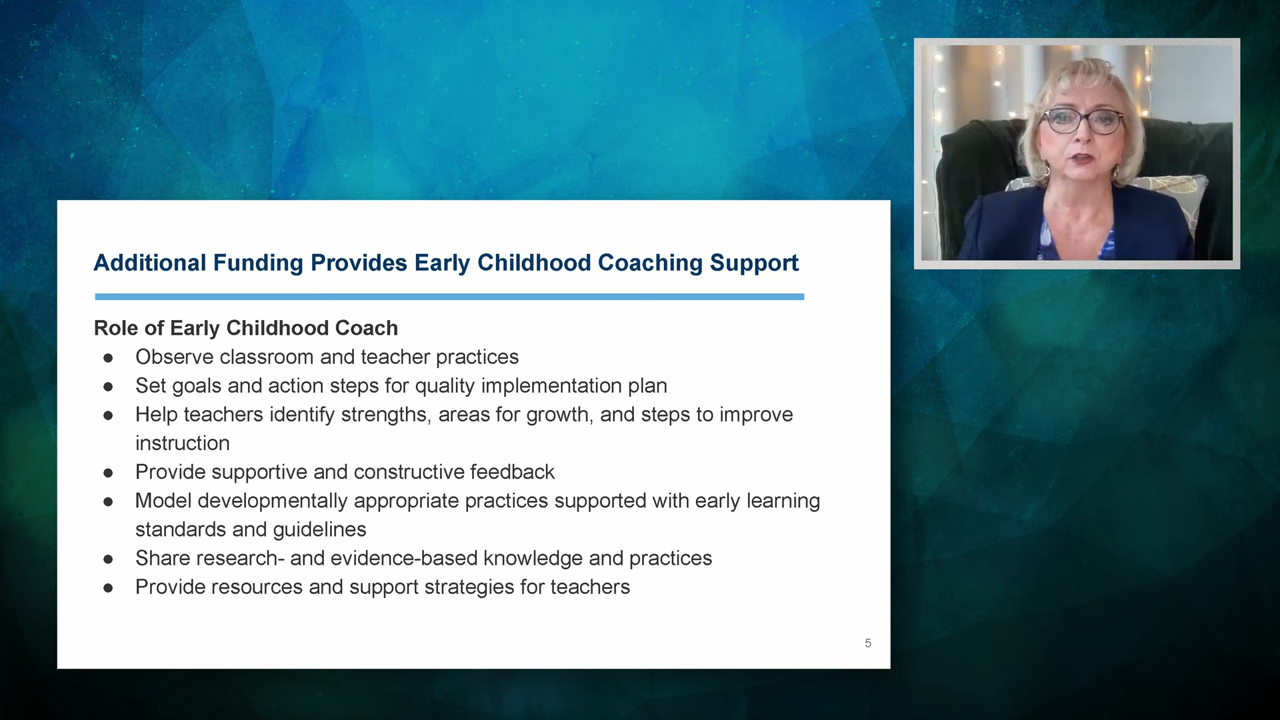 Additional Funding Provides Early Childhood Coaching Support
Role of Early Childhood Coach
● Observe classroom and teacher practices
● Set goals and action steps for quality implementation plan
● Help teachers identify strengths, areas for growth, and steps to improve
instruction
● Provide supportive and constructive feedback
● Model developmentally appropriate practices supported with early learning
standards and guidelines
● Share research- and evidence-based knowledge and practices
● Provide resources and support strategies for teachers
5